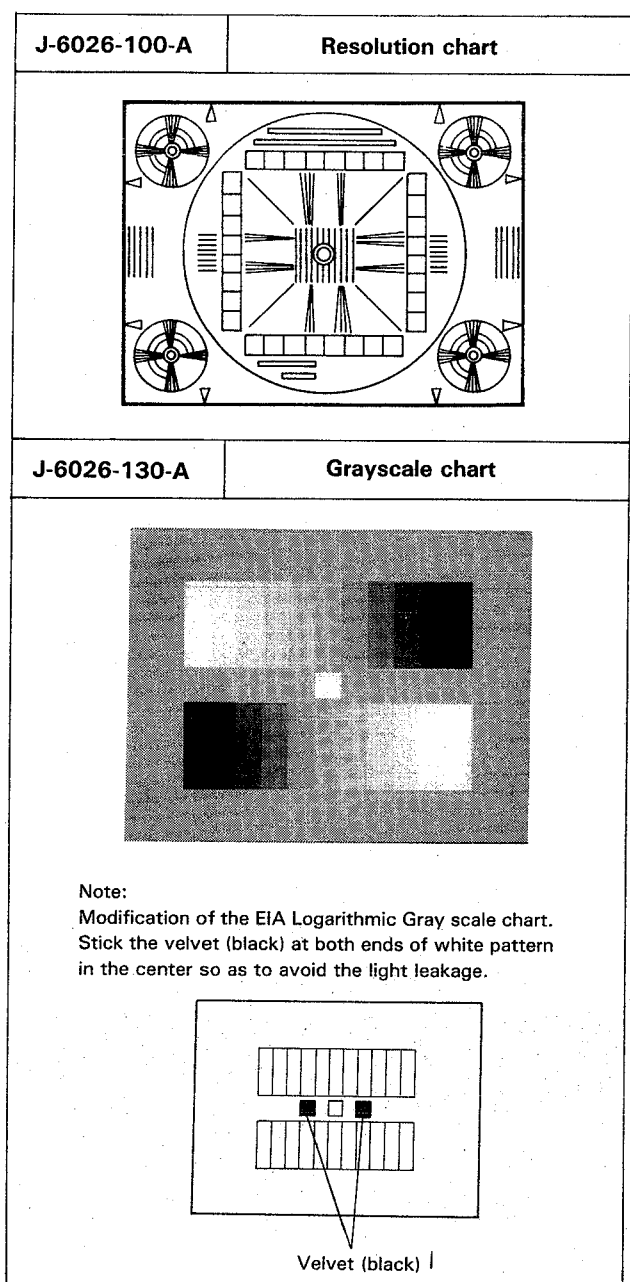 J-6026-100-A Resolution chart
J-6026-130-A Grayscale chart
Note:
Modification of the EIA Logarithmic Gray scale chart.
Stick the velvet (black) at both ends of white pattern
in the center so as to avoid the light leakage.
Velvet (black)